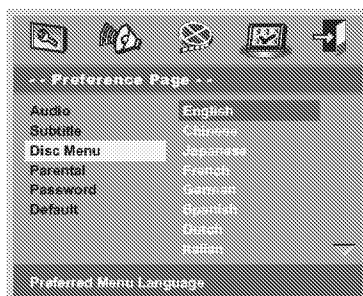 - - Preference Page - -
Audio
Subtitle
Disc Menu
Parental
Password
Default
English
Chinese
Japanese
French
German
Spanish
Dutch
Italian
Preferred Menu Language